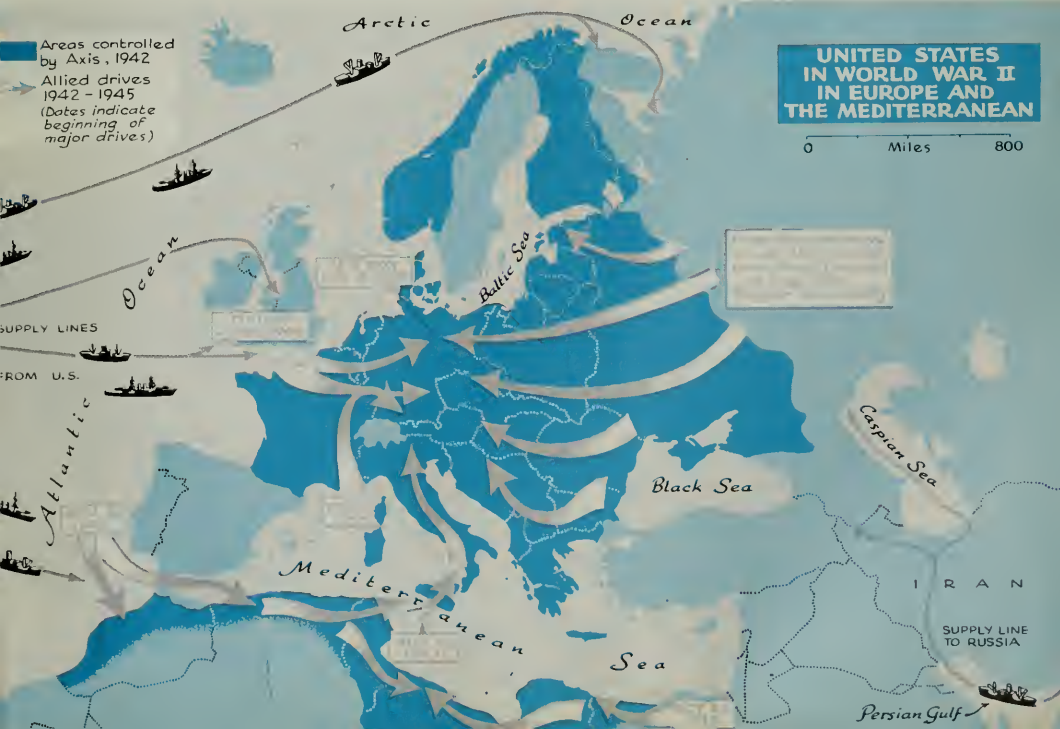 Arctic Ocean
Areas controlled
by Axis, 1942
Allied drives
1942-1945
(Dates indicate
beginning of
major drives)
UNITED STATES
IN WORLD WAR II
IN EUROPE AND
THE MEDITERRANEAN
0 Miles 800
Ocean
Baltic Sea
SUPPLY LINES
FROM U.S.
Atlantic
Caspian Sea
Black Sea
Mediterranean Sea
IRAN
SUPPLY LINE
TO RUSSIA
Persian Gulf